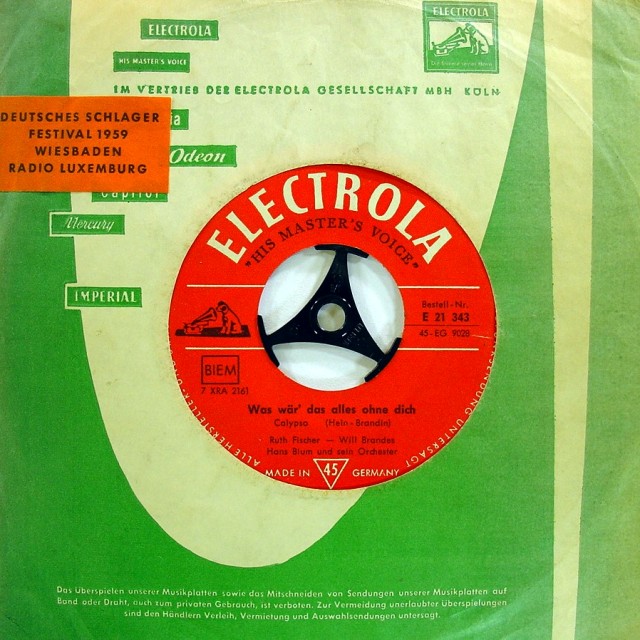 ELECTROLA
ELECTROLA
HIS MASTER'S VOICE
IM VERTRIEB DER ELECTROLA GESELLSCHAFT MBH KÖLN
DEUTSCHES SCHLAGER
FESTIVAL 1959
WIESBADEN
RADIO LUXEMBURG
Odeon
Capitol
Mercury
IMPERIAL
ELECTROLA
"HIS MASTER'S VOICE"
Bestell-Nr.
E 21 343
45-EG 9028
BIEM
7 XRA 2161
Was wär' das alles ohne dich
Calypso (Hein-Brandin)
Ruth Fischer — Will Brandes
Hans Blum und sein Orchester
MADE IN 45 GERMANY
ALLE HERSTELLER-
UNTERSAGT
Das Überspielen unserer Musikplatten sowie das Mitschneiden von Sendungen unserer Musikplatten auf
Band oder Draht, auch zum privaten Gebrauch, ist verboten. Zur Vermeidung unerlaubter Überspielungen
sind den Händlern Verleih, Vermietung und Auswahlsendungen untersagt.